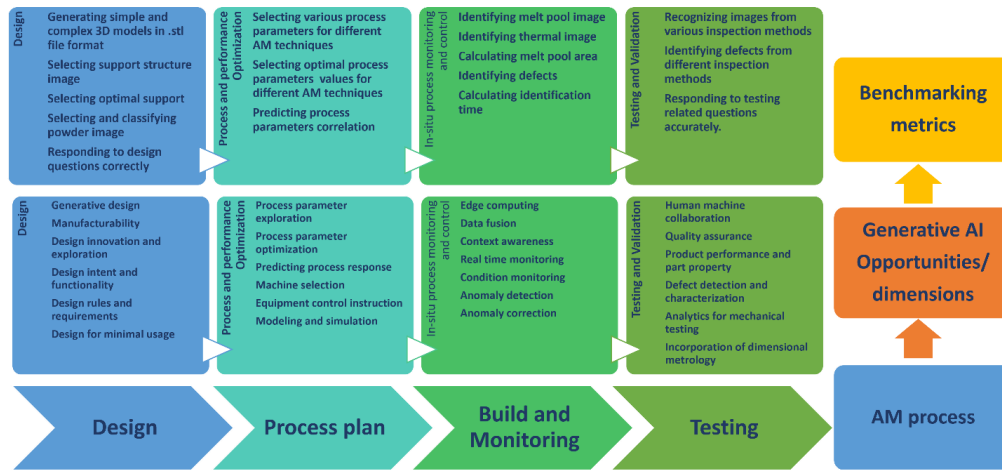 Design
Generating simple and
complex 3D models in .stl
file format
Selecting support structure
image
Selecting optimal support
Selecting and classifying
powder image
Responding to design
questions correctly
Process and performance
Optimization
Selecting various process
parameters for different
AM techniques
Selecting optimal process
parameters values for
different AM techniques
Predicting process
parameters correlation
In-situ process monitoring
and control
Identifying melt pool image
Identifying thermal image
Calculating melt pool area
Identifying defects
Calculating identification
time
Testing and Validation
Recognizing images from
various inspection methods
Identifying defects from
different inspection
methods
Responding to testing
related questions
accurately.
Benchmarking
metrics
Design
Generative design
Manufacturability
Design innovation and
exploration
Design intent and
functionality
Design rules and
requirements
Design for minimal usage
Process and performance
Optimization
Process parameter
exploration
Process parameter
optimization
Predicting process response
Machine selection
Equipment control instruction
Modeling and simulation
In-situ process monitoring
and control
Edge computing
Data fusion
Context awareness
Real time monitoring
Condition monitoring
Anomaly detection
Anomaly correction
Testing and Validation
Human machine
collaboration
Quality assurance
Product performance and
part property
Defect detection and
characterization
Analytics for mechanical
testing
Incorporation of dimensional
metrology
Generative AI
Opportunities/
dimensions
Design
Process plan
Build and
Monitoring
Testing
AM process